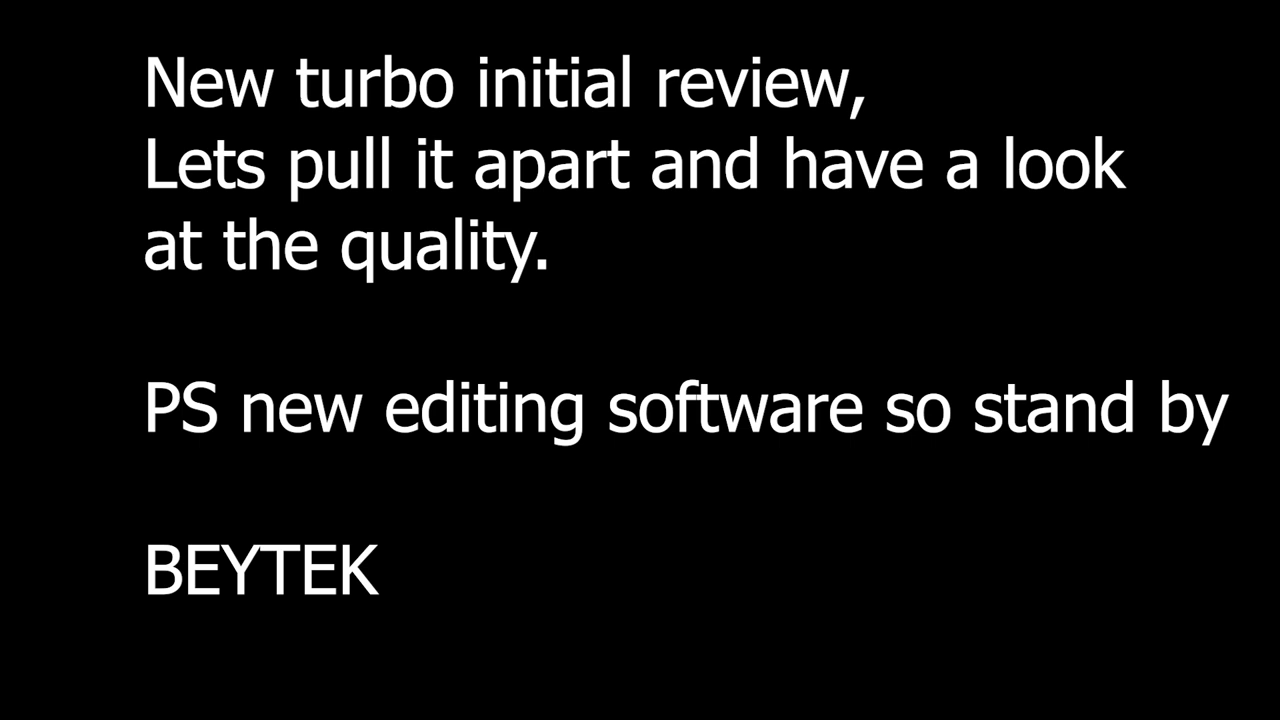 New turbo initial review,
Lets pull it apart and have a look
at the quality.
PS new editing software so stand by
BEYTEK